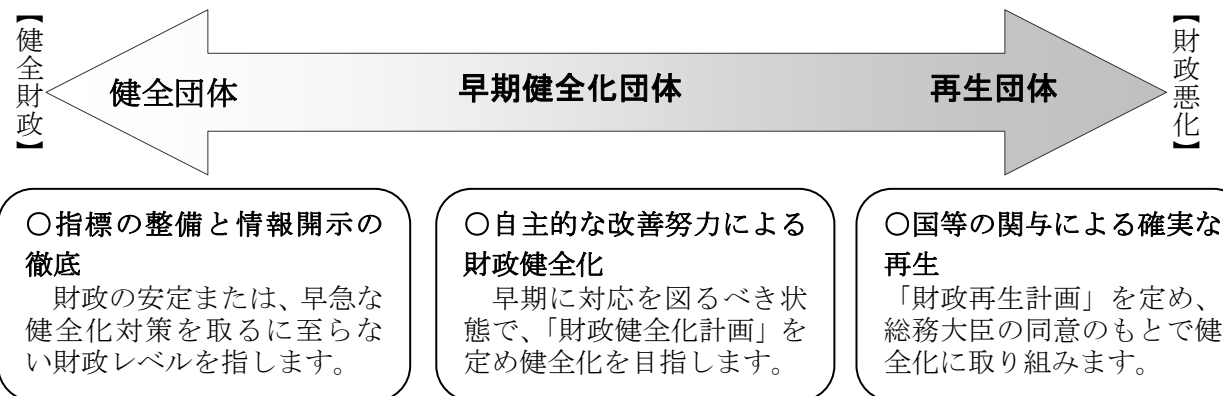 【健全財政】
健全団体
早期健全化団体
再生団体
【財政悪化】
○指標の整備と情報開示の
徹底
財政の安定または、早急な
健全化対策を取るに至らな
い財政レベルを指します。
○自主的な改善努力による
財政健全化
早期に対応を図るべき状
態で、「財政健全化計画」を
定め健全化を目指します。
○国等の関与による確実な
再生
「財政再生計画」を定め、
総務大臣の同意のもとで健
全化に取り組みます。